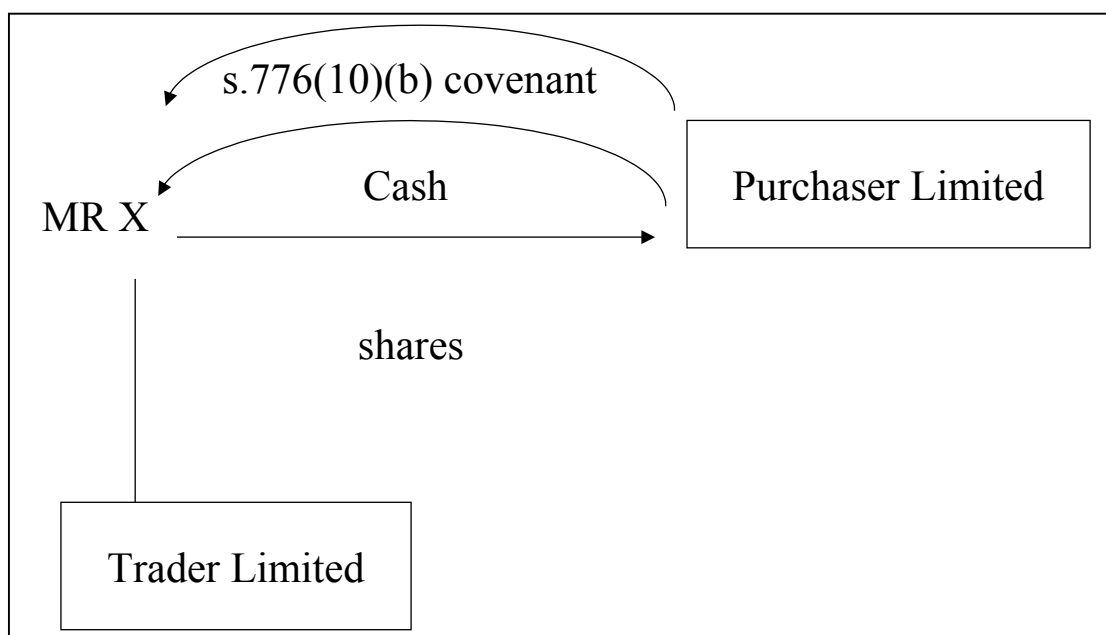 s.776(10)(b) covenant
Cash
Purchaser Limited
MR X
shares
Trader Limited